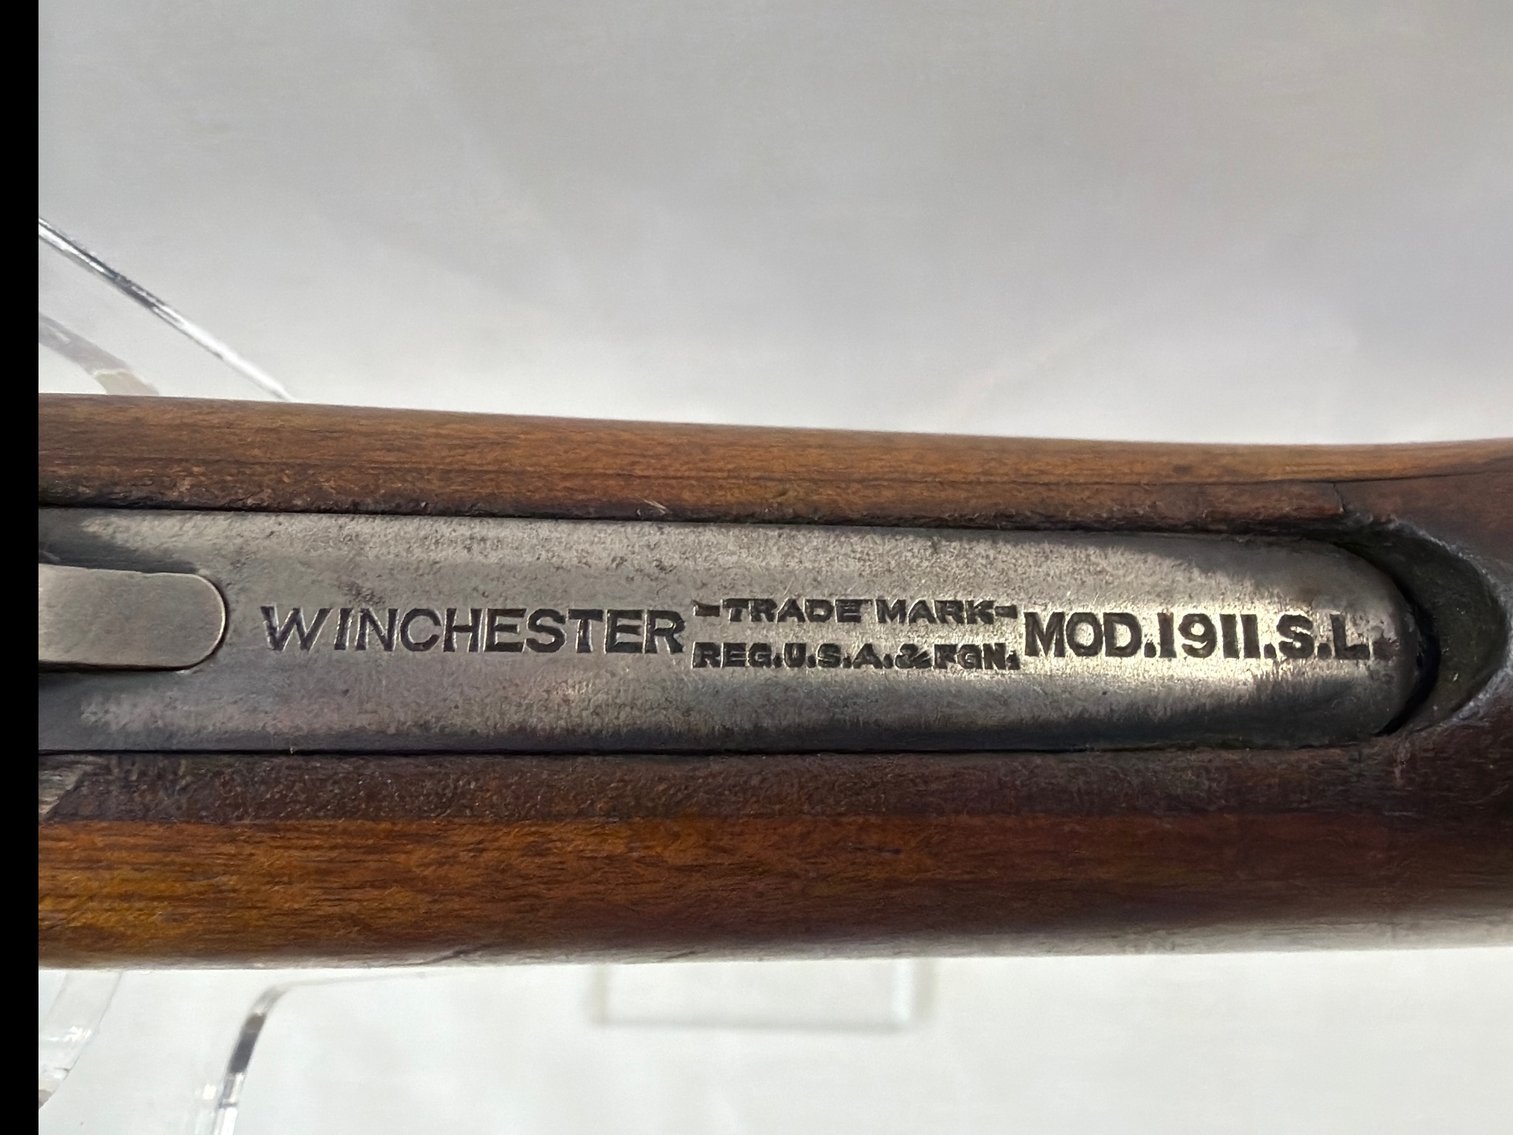 WINCHESTER
-TRADE MARK-
REG.U.S.A.& FGN.
MOD.1911.S.L.